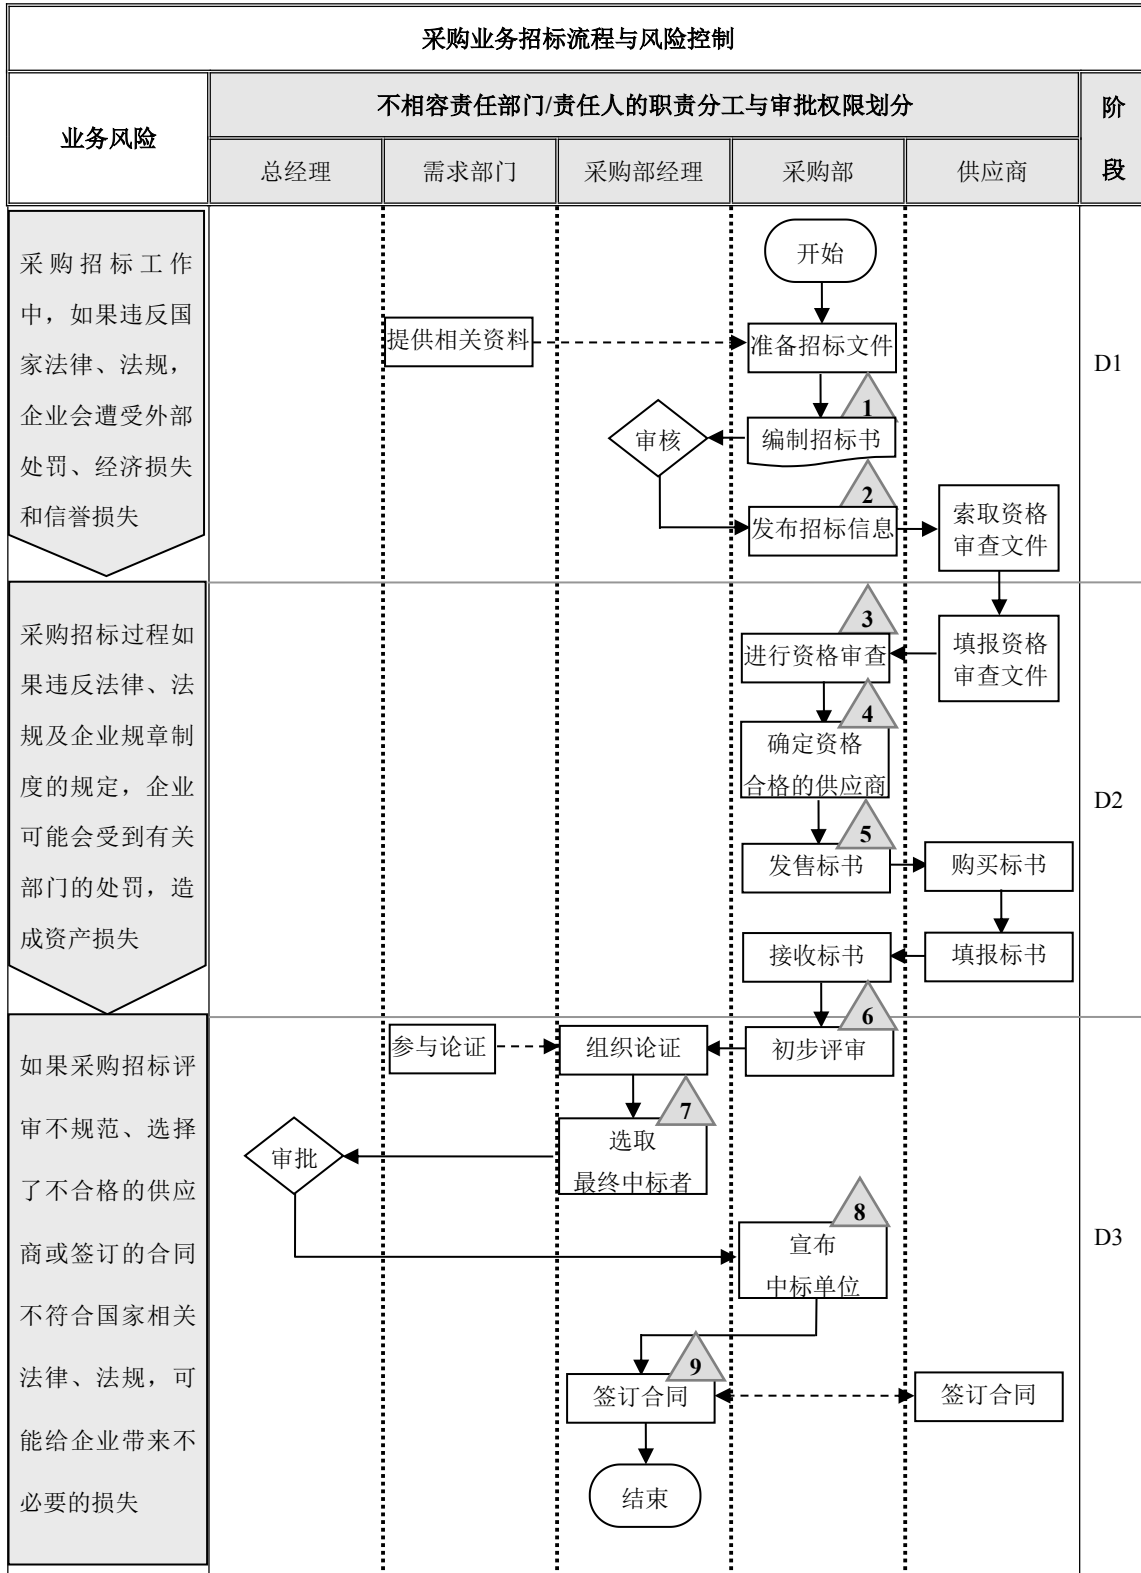 采购业务招标流程与风险控制
业务风险
不相容责任部门/责任人的职责分工与审批权限划分
阶
段
总经理
需求部门
采购部经理
采购部
供应商
采购招标工作
中，如果违反国
家法律、法规，
企业会遭受外部
处罚、经济损失
和信誉损失
开始
提供相关资料
准备招标文件
1
审核
编制招标书
2
发布招标信息
索取资格
审查文件
D1
采购招标过程如
果违反法律、法
规及企业规章制
度的规定，企业
可能会受到有关
部门的处罚，造
成资产损失
3
进行资格审查
填报资格
审查文件
4
确定资格
合格的供应商
5
发售标书
购买标书
接收标书
填报标书
D2
如果采购招标评
审不规范、选择
了不合格的供应
商或签订的合同
不符合国家相关
法律、法规，可
能给企业带来不
必要的损失
6
参与论证
组织论证
初步评审
7
审批
选取
最终中标者
8
宣布
中标单位
9
签订合同
签订合同
结束
D3